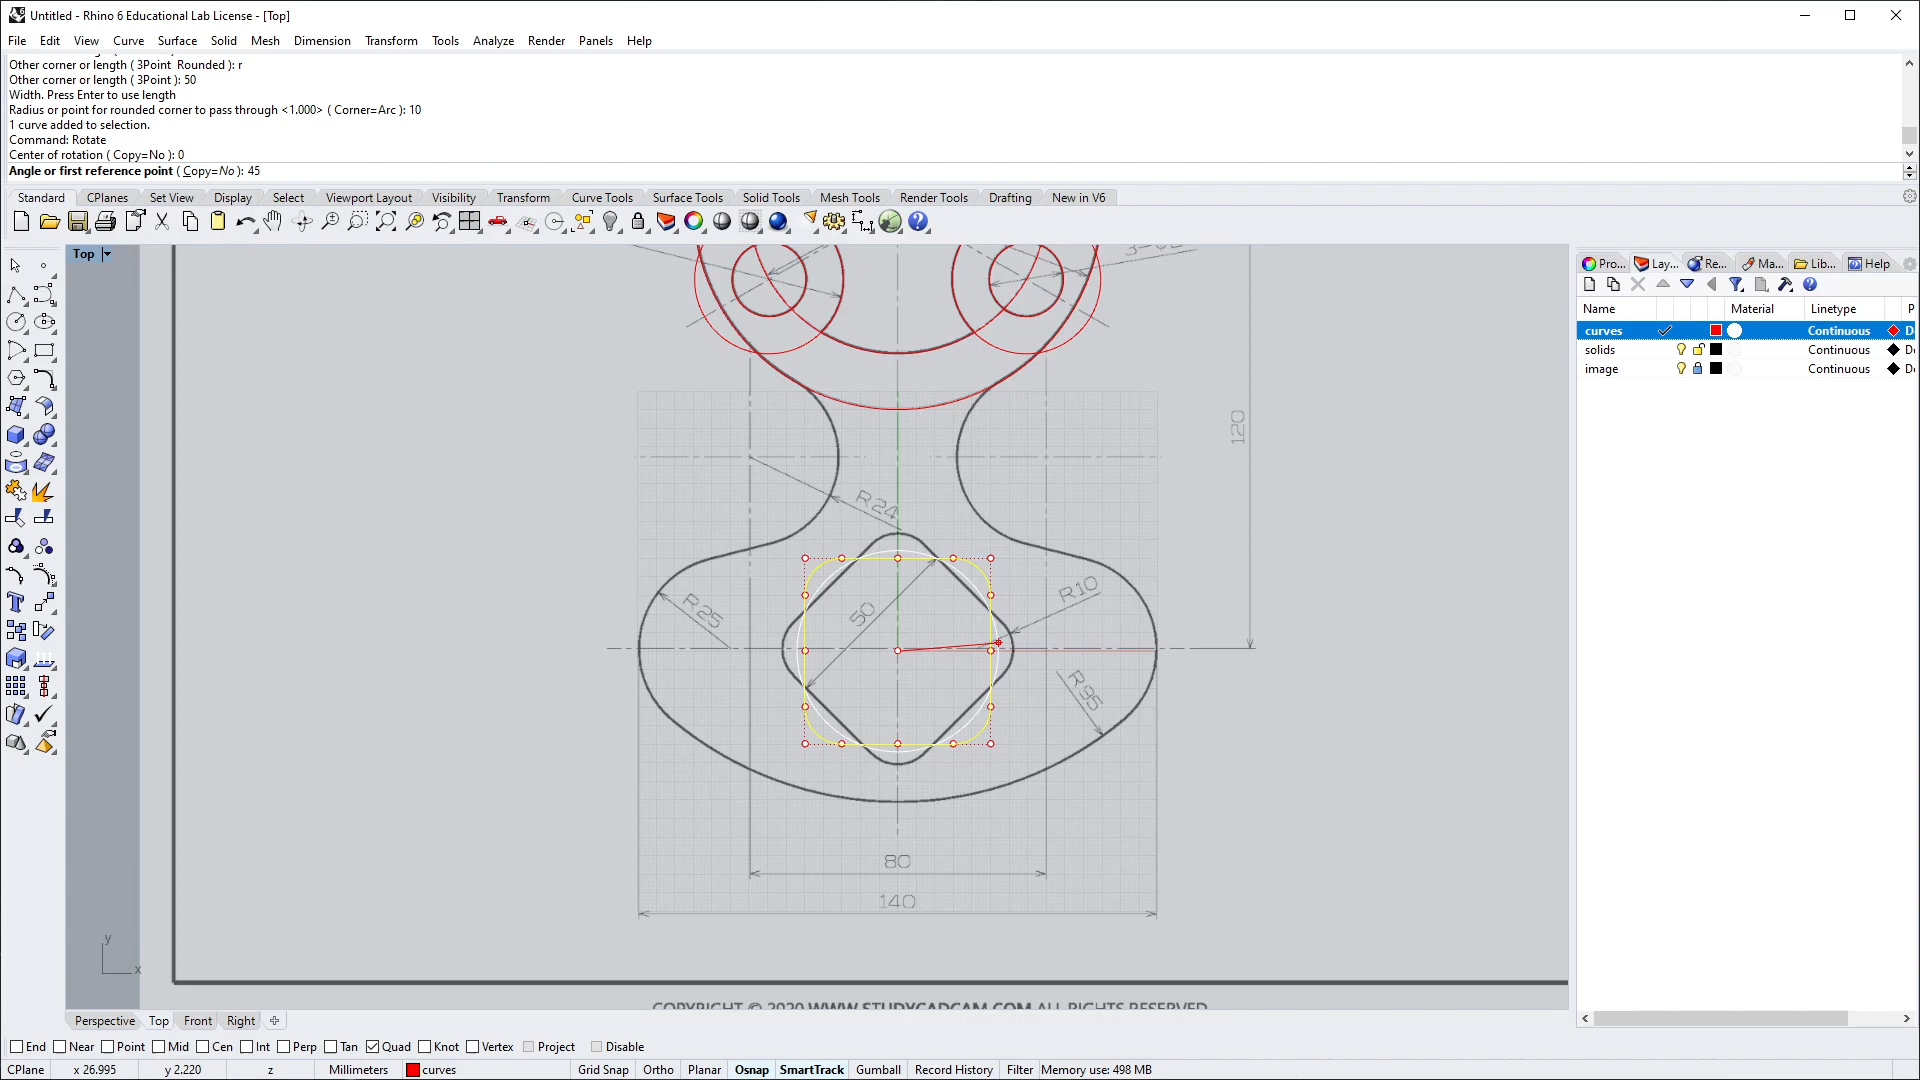 Untitled - Rhino 6 Educational Lab License - [Top]
File Edit View Curve Surface Solid Mesh Dimension Transform Tools Analyze Render Panels Help
Other corner or length ( 3Point Rounded ): r
Other corner or length ( 3Point ): 50
Width. Press Enter to use length
Radius or point for rounded corner to pass through <1.000> ( Corner=Arc ): 10
1 curve added to selection.
Command: Rotate
Center of rotation ( Copy=No ): 0
Angle or first reference point ( Copy=No ): 45
Standard CPlanes Set View Display Select Viewport Layout Visibility Transform Curve Tools Surface Tools Solid Tools Mesh Tools Render Tools Drafting New in V6
Top
Pro... Lay... Re... Ma... Lib... Help
Name Material Linetype P
curves Continuous D
solids Continuous
image Continuous
120
R24
R10
50
R25
R95
80
140
y
x
COPYRIGHT © 2020 WWW.STUDYCADCAM.COM ALL RIGHTS RESERVED
Perspective Top Front Right
End Near Point Mid Cen Int Perp Tan Quad Knot Vertex Project Disable
CPlane x 26.995 y 2.220 z Millimeters curves Grid Snap Ortho Planar Osnap SmartTrack Gumball Record History Filter Memory use: 498 MB